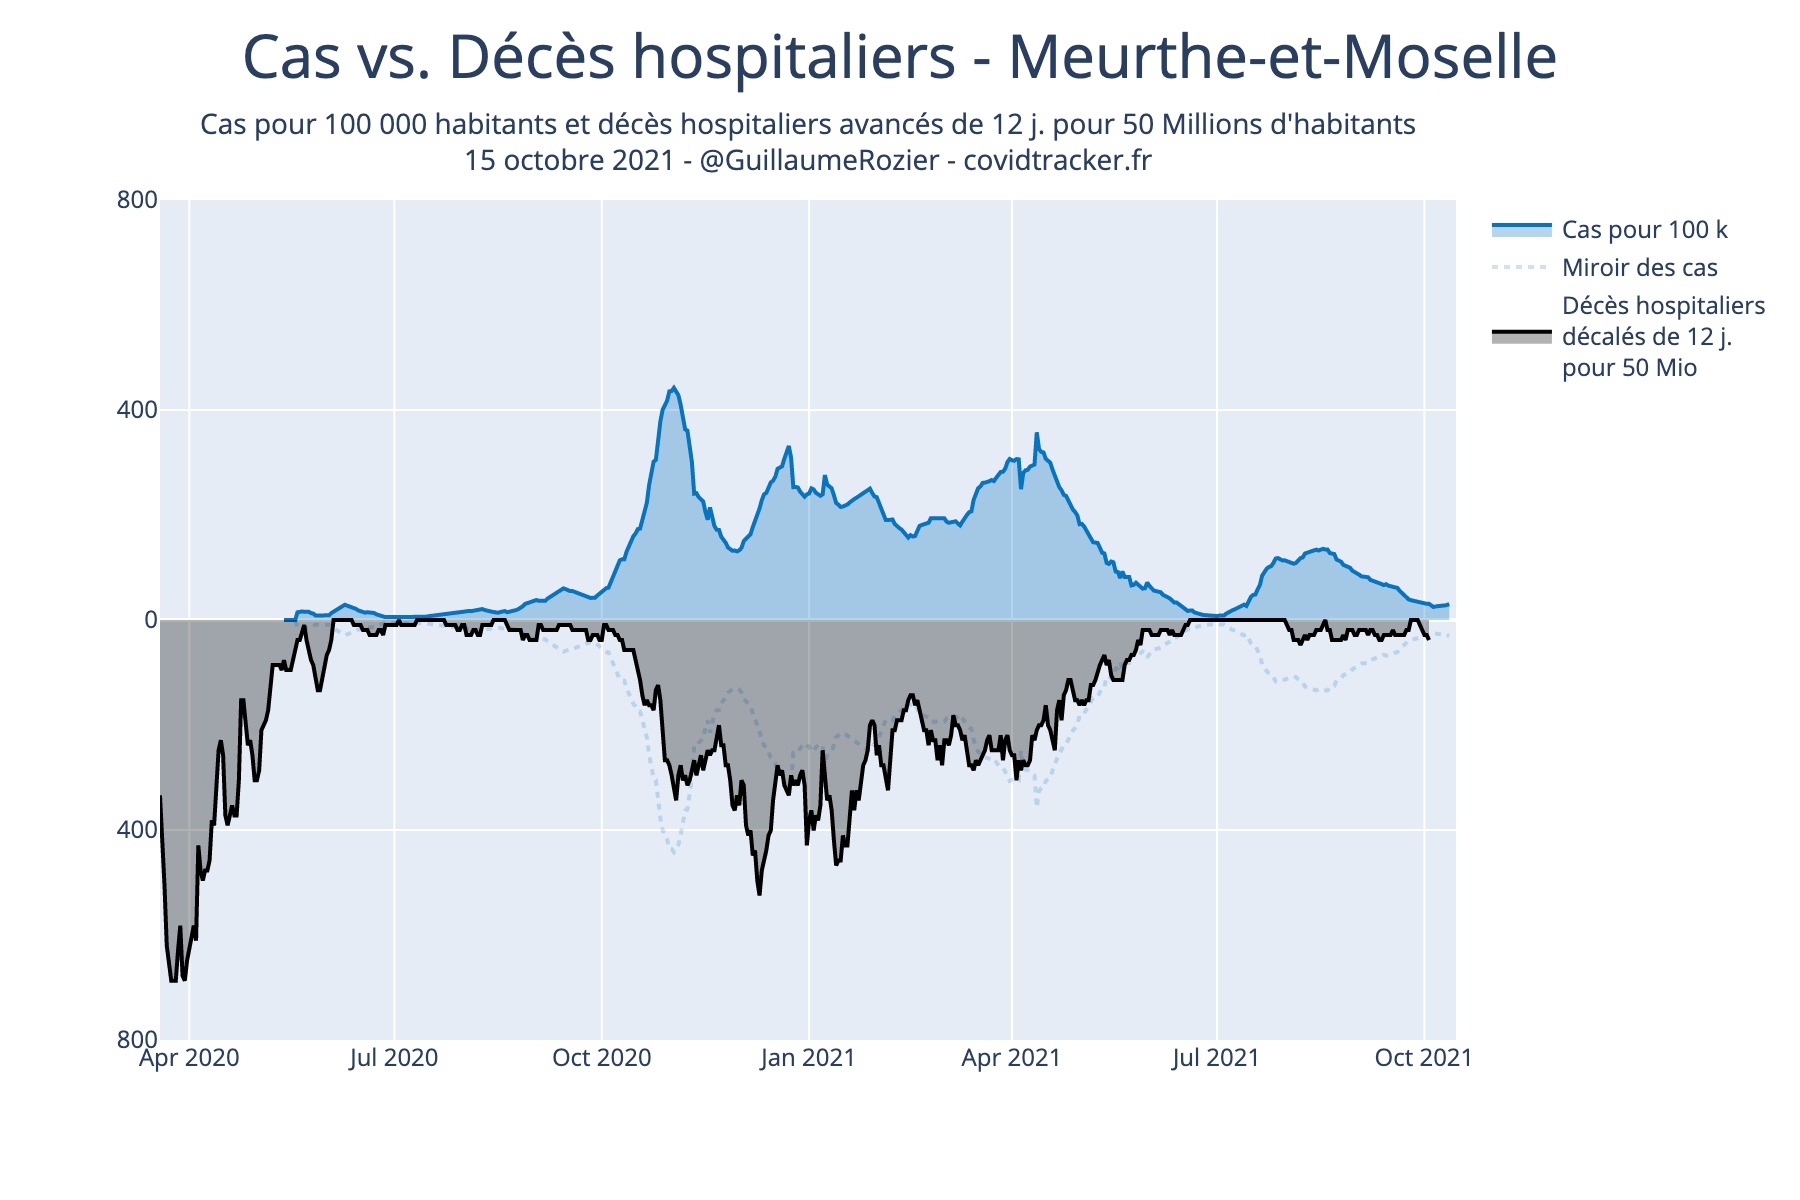 Cas vs. Décès hospitaliers - Meurthe-et-Moselle
Cas pour 100 000 habitants et décès hospitaliers avancés de 12 j. pour 50 Millions d'habitants
15 octobre 2021 - @GuillaumeRozier - covidtracker.fr
800
400
0
400
800
Apr 2020
Jul 2020
Oct 2020
Jan 2021
Apr 2021
Jul 2021
Oct 2021
Cas pour 100 k
Miroir des cas
Décès hospitaliers
décalés de 12 j.
pour 50 Mio